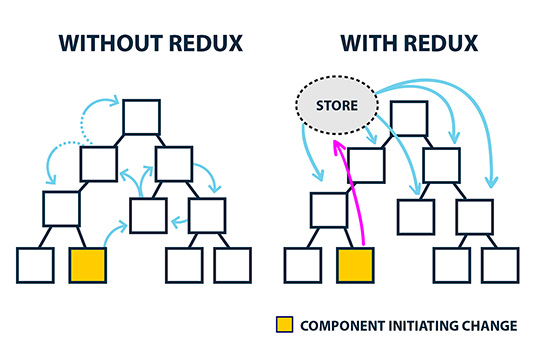 WITHOUT REDUX
WITH REDUX
STORE
COMPONENT INITIATING CHANGE